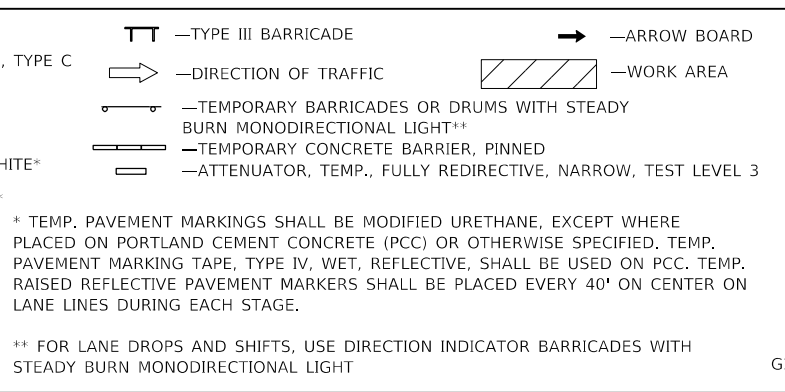 —TYPE III BARRICADE
—ARROW BOARD
, TYPE C
—DIRECTION OF TRAFFIC
—WORK AREA
—TEMPORARY BARRICADES OR DRUMS WITH STEADY
BURN MONODIRECTIONAL LIGHT**
—TEMPORARY CONCRETE BARRIER, PINNED
HITE*
—ATTENUATOR, TEMP., FULLY REDIRECTIVE, NARROW, TEST LEVEL 3
* TEMP. PAVEMENT MARKINGS SHALL BE MODIFIED URETHANE, EXCEPT WHERE
PLACED ON PORTLAND CEMENT CONCRETE (PCC) OR OTHERWISE SPECIFIED. TEMP.
PAVEMENT MARKING TAPE, TYPE IV, WET, REFLECTIVE, SHALL BE USED ON PCC. TEMP.
RAISED REFLECTIVE PAVEMENT MARKERS SHALL BE PLACED EVERY 40' ON CENTER ON
LANE LINES DURING EACH STAGE.
** FOR LANE DROPS AND SHIFTS, USE DIRECTION INDICATOR BARRICADES WITH
STEADY BURN MONODIRECTIONAL LIGHT